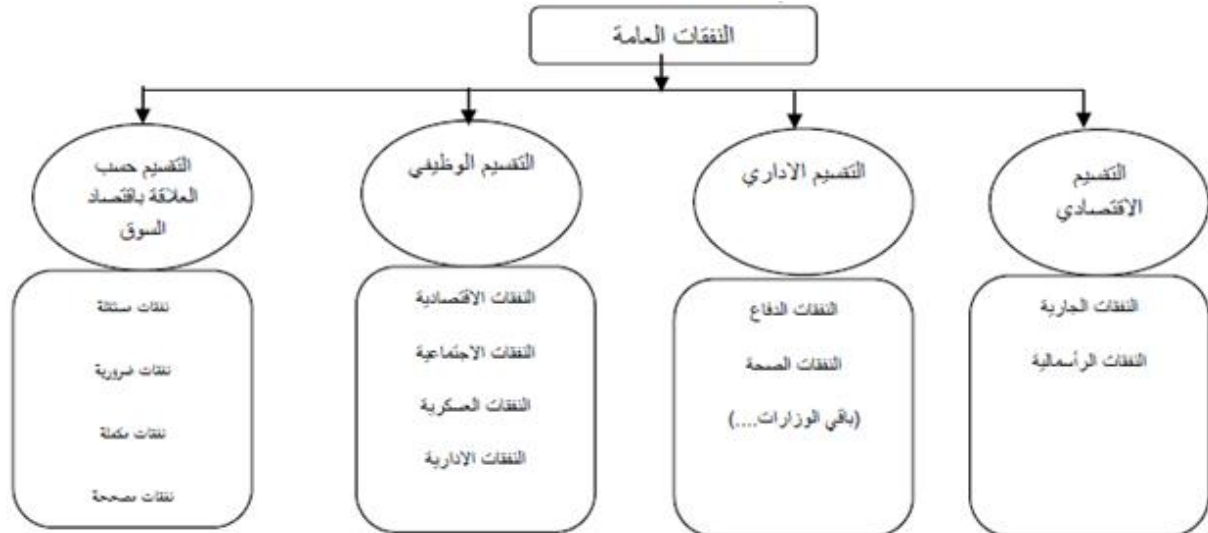 النفقات العامة
التقسيم
الاقتصادي
النفقات الجارية
النفقات الرأسمالية
التقسيم الاداري
النفقات الدفاع
النفقات الصحة
(باقي الوزارات....)
التقسيم الوظيفي
النفقات الاقتصادية
النفقات الاجتماعية
النفقات العسكرية
النفقات الإدارية
التقسيم حسب
العلاقة باقتصاد
السوق
نفقات مستقلة
نفقات ضرورية
نفقات مكملة
نفقات مصححة